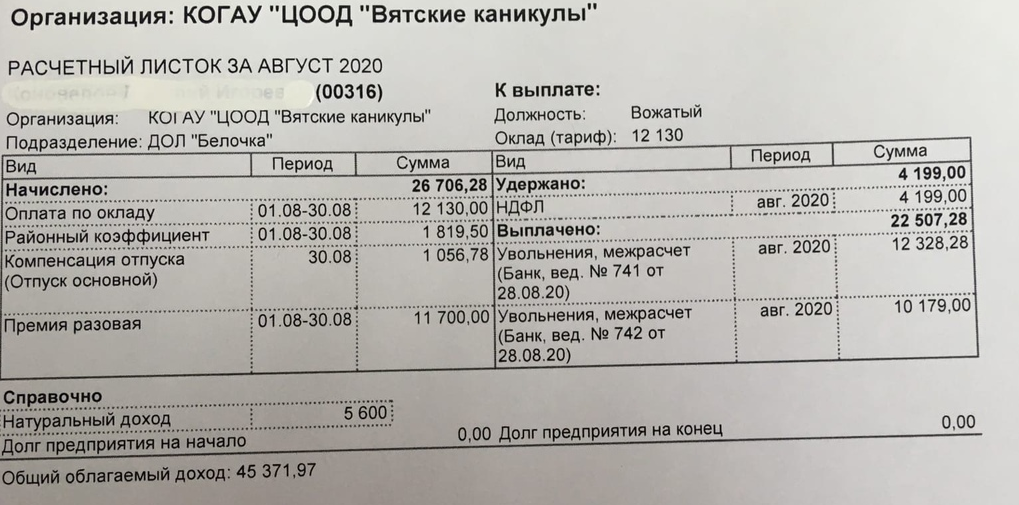 Организация: КОГАУ "ЦООД "Вятские каникулы"
РАСЧЕТНЫЙ ЛИСТОК ЗА АВГУСТ 2020
(00316) К выплате:
Организация: КОГАУ "ЦООД "Вятские каникулы" Должность: Вожатый
Подразделение: ДОЛ "Белочка" Оклад (тариф): 12 130
Вид Период Сумма Вид Период Сумма
Начислено: 26 706,28 Удержано: 4 199,00
Оплата по окладу 01.08-30.08 12 130,00 НДФЛ авг. 2020 4 199,00
Районный коэффициент 01.08-30.08 1 819,50 Выплачено: 22 507,28
Компенсация отпуска 30.08 1 056,78 Увольнения, межрасчет авг. 2020 12 328,28
(Отпуск основной) (Банк, вед. № 741 от
28.08.20)
Премия разовая 01.08-30.08 11 700,00 Увольнения, межрасчет авг. 2020 10 179,00
(Банк, вед. № 742 от
28.08.20)
Справочно
Натуральный доход 5 600
Долг предприятия на начало 0,00 Долг предприятия на конец 0,00
Общий облагаемый доход: 45 371,97